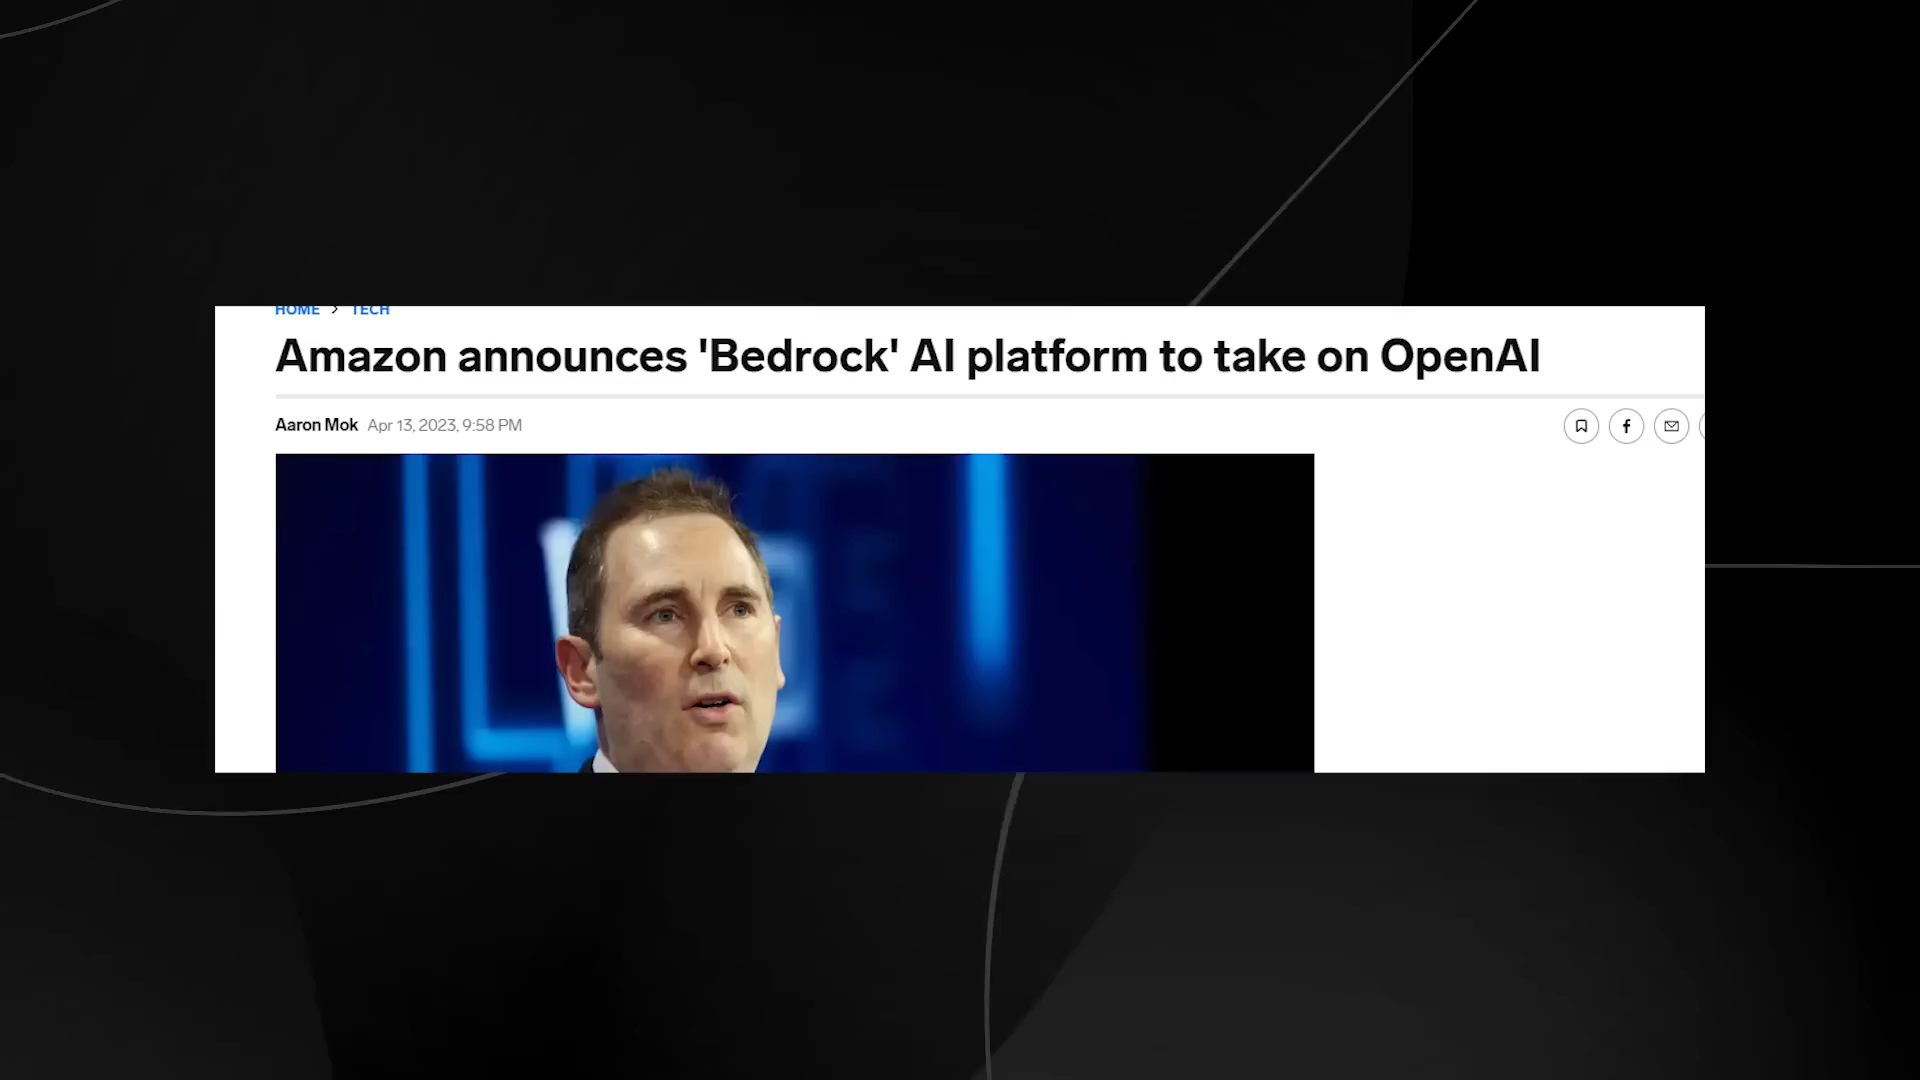 HOME > TECH
Amazon announces 'Bedrock' AI platform to take on OpenAI
Aaron Mok Apr 13, 2023, 9:58 PM